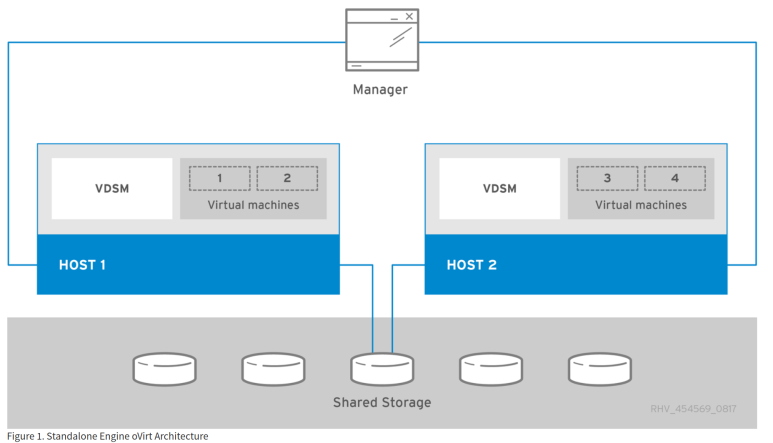 Manager
VDSM
1
2
Virtual machines
HOST 1
VDSM
3
4
Virtual machines
HOST 2
Shared Storage
RHV_454569_0817
Figure 1. Standalone Engine oVirt Architecture